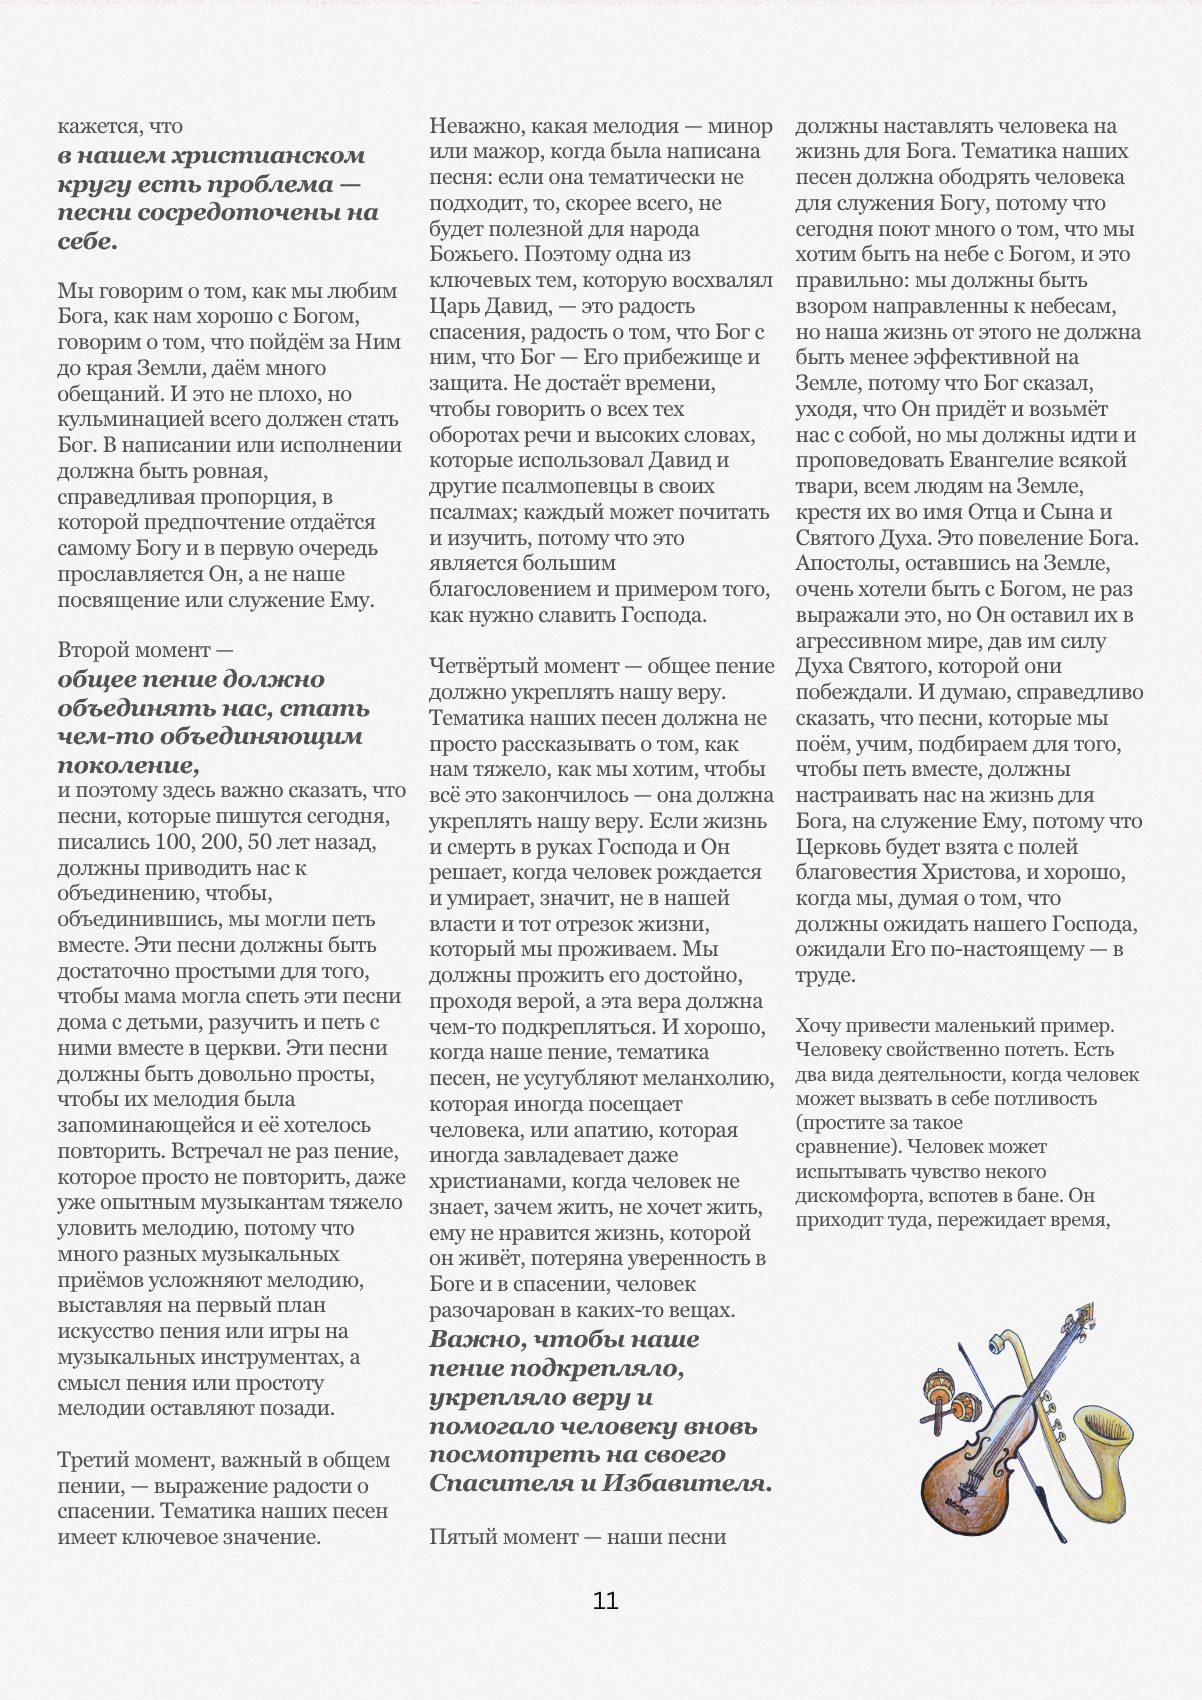 кажется, что
в нашем христианском
кругу есть проблема —
песни сосредоточены на
себе.
Мы говорим о том, как мы любим
Бога, как нам хорошо с Богом,
говорим о том, что пойдём за Ним
до края Земли, даём много
обещаний. И это не плохо, но
кульминацией всего должен стать
Бог. В написании или исполнении
должна быть ровная,
справедливая пропорция, в
которой предпочтение отдаётся
самому Богу и в первую очередь
прославляется Он, а не наше
посвящение или служение Ему.
Второй момент —
общее пение должно
объединять нас, стать
чем-то объединяющим
поколение,
и поэтому здесь важно сказать, что
песни, которые пишутся сегодня,
писались 100, 200, 50 лет назад,
должны приводить нас к
объединению, чтобы,
объединившись, мы могли петь
вместе. Эти песни должны быть
достаточно простыми для того,
чтобы мама могла спеть эти песни
дома с детьми, разучить и петь с
ними вместе в церкви. Эти песни
должны быть довольно просты,
чтобы их мелодия была
запоминающейся и её хотелось
повторить. Встречал не раз пение,
которое просто не повторить, даже
уже опытным музыкантам тяжело
уловить мелодию, потому что
много разных музыкальных
приёмов усложняют мелодию,
выставляя на первый план
искусство пения или игры на
музыкальных инструментах, а
смысл пения или простоту
мелодии оставляют позади.
Третий момент, важный в общем
пении, — выражение радости о
спасении. Тематика наших песен
имеет ключевое значение.
Неважно, какая мелодия — минор
или мажор, когда была написана
песня: если она тематически не
подходит, то, скорее всего, не
будет полезной для народа
Божьего. Поэтому одна из
ключевых тем, которую восхвалял
Царь Давид, — это радость
спасения, радость о том, что Бог с
ним, что Бог — Его прибежище и
защита. Не достаёт времени,
чтобы говорить о всех тех
оборотах речи и высоких словах,
которые использовал Давид и
другие псалмопевцы в своих
псалмах; каждый может почитать
и изучить, потому что это
является большим
благословением и примером того,
как нужно славить Господа.
Четвёртый момент — общее пение
должно укреплять нашу веру.
Тематика наших песен должна не
просто рассказывать о том, как
нам тяжело, как мы хотим, чтобы
всё это закончилось — она должна
укреплять нашу веру. Если жизнь
и смерть в руках Господа и Он
решает, когда человек рождается
и умирает, значит, не в нашей
власти и тот отрезок жизни,
который мы проживаем. Мы
должны прожить его достойно,
проходя верой, а эта вера должна
чем-то подкрепляться. И хорошо,
когда наше пение, тематика
песен, не усугубляют меланхолию,
которая иногда посещает
человека, или апатию, которая
иногда завладевает даже
христианами, когда человек не
знает, зачем жить, не хочет жить,
ему не нравится жизнь, которой
он живёт, потеряна уверенность в
Боге и в спасении, человек
разочарован в каких-то вещах.
Важно, чтобы наше
пение подкрепляло,
укрепляло веру и
помогало человеку вновь
посмотреть на своего
Спасителя и Избавителя.
Пятый момент — наши песни
должны наставлять человека на
жизнь для Бога. Тематика наших
песен должна ободрять человека
для служения Богу, потому что
сегодня поют много о том, что мы
хотим быть на небе с Богом, и это
правильно: мы должны быть
взором направленны к небесам,
но наша жизнь от этого не должна
быть менее эффективной на
Земле, потому что Бог сказал,
уходя, что Он придёт и возьмёт
нас с собой, но мы должны идти и
проповедовать Евангелие всякой
твари, всем людям на Земле,
крестя их во имя Отца и Сына и
Святого Духа. Это повеление Бога.
Апостолы, оставшись на Земле,
очень хотели быть с Богом, не раз
выражали это, но Он оставил их в
агрессивном мире, дав им силу
Духа Святого, которой они
побеждали. И думаю, справедливо
сказать, что песни, которые мы
поём, учим, подбираем для того,
чтобы петь вместе, должны
настраивать нас на жизнь для
Бога, на служение Ему, потому что
Церковь будет взята с полей
благовестия Христова, и хорошо,
когда мы, думая о том, что
должны ожидать нашего Господа,
ожидали Его по-настоящему — в
труде.
Хочу привести маленький пример.
Человеку свойственно потеть. Есть
два вида деятельности, когда человек
может вызвать в себе потливость
(простите за такое
сравнение). Человек может
испытывать чувство некого
дискомфорта, вспотев в бане. Он
приходит туда, пережидает время,
11